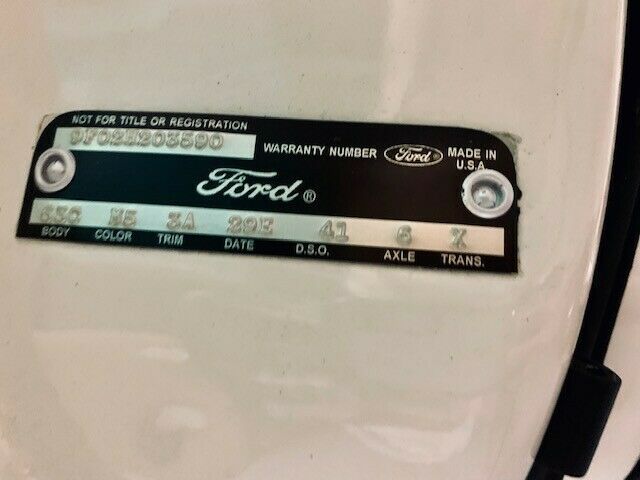 NOT FOR TITLE OR REGISTRATION
9F02H203590 WARRANTY NUMBER Ford ® MADE IN U.S.A
Ford ®
63C M5 3A 29E 41 6 X
BODY COLOR TRIM DATE D.S.O. AXLE TRANS.